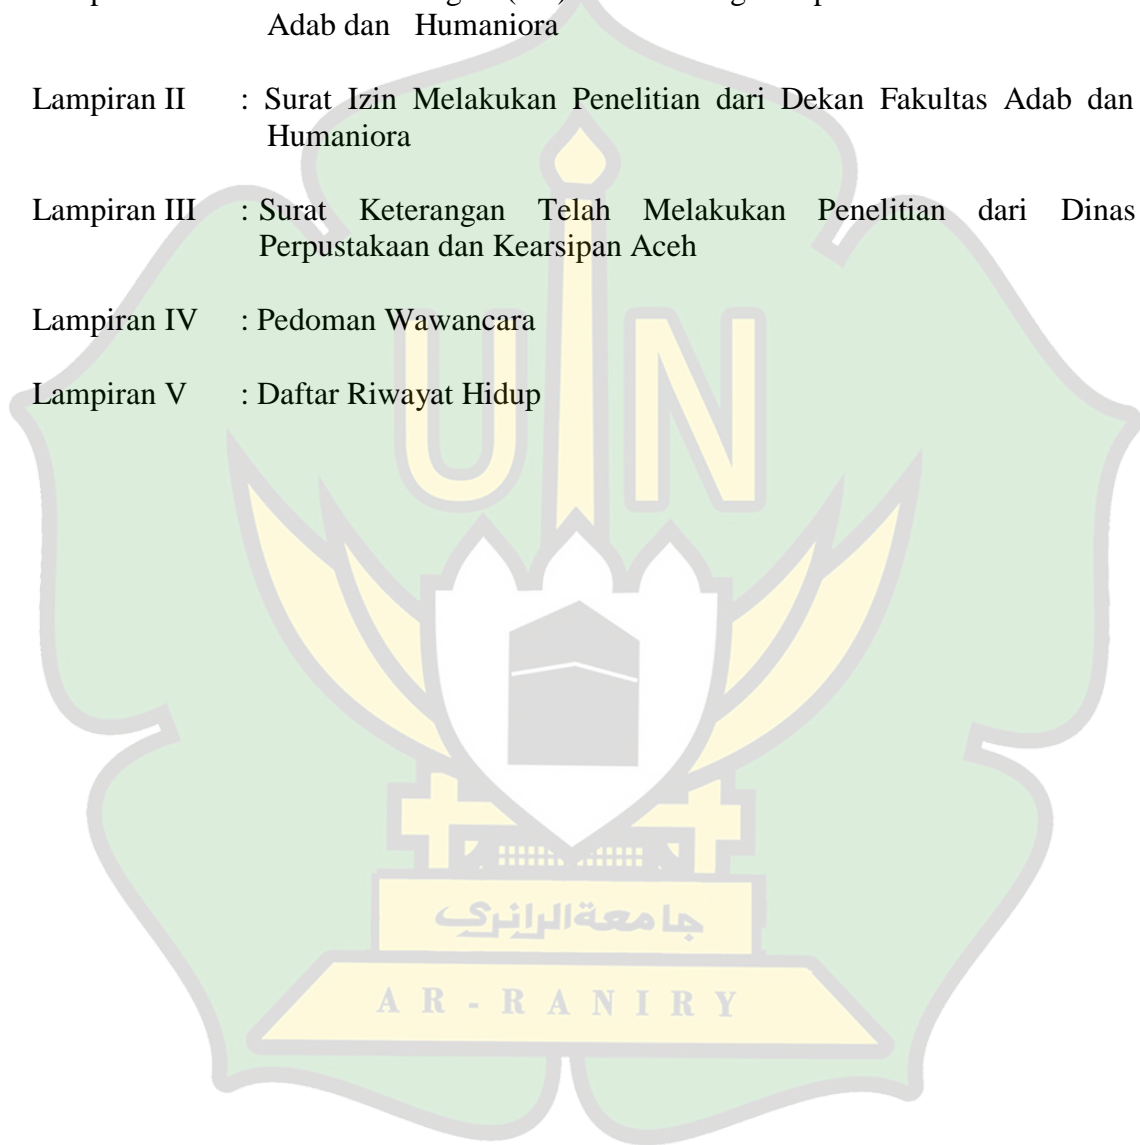 Adab dan Humaniora
Lampiran II : Surat Izin Melakukan Penelitian dari Dekan Fakultas Adab dan
Humaniora
Lampiran III : Surat Keterangan Telah Melakukan Penelitian dari Dinas
Perpustakaan dan Kearsipan Aceh
Lampiran IV : Pedoman Wawancara
Lampiran V : Daftar Riwayat Hidup
UIN
جامعةالرانري
AR-RANIRY